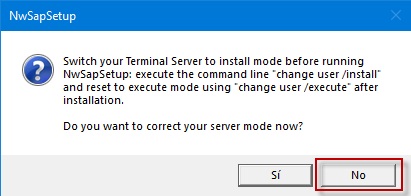 NwSapSetup
Switch your Terminal Server to install mode before running
NwSapSetup: execute the command line "change user /install"
and reset to execute mode using "change user /execute" after
installation.
Do you want to correct your server mode now?
Sí
No